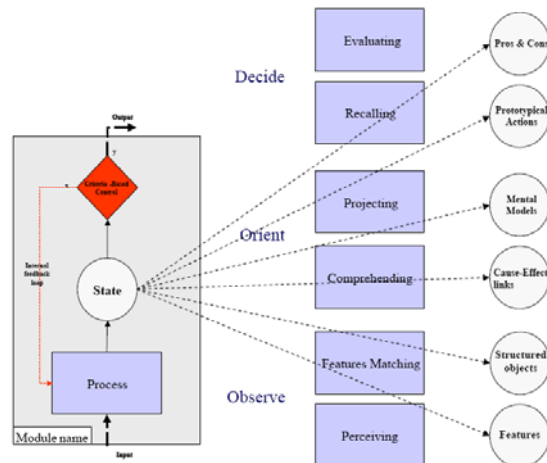 Evaluating
Pros & Cons
Decide
Output
Recalling
Prototypical
Actions
y
Criteria-Based
Control
Projecting
Mental
Models
Orient
Internal
feedback
loop
State
Comprehending
Cause-Effect
links
Features Matching
Structured
objects
Process
Observe
Perceiving
Features
Module name
Input